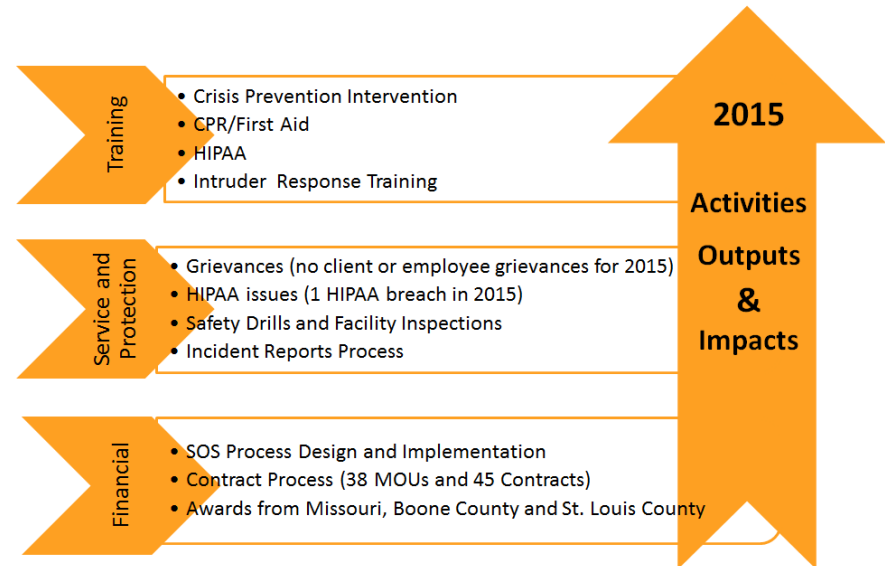 Training
• Crisis Prevention Intervention
• CPR/First Aid
• HIPAA
• Intruder Response Training
Service and
Protection
• Grievances (no client or employee grievances for 2015)
• HIPAA issues (1 HIPAA breach in 2015)
• Safety Drills and Facility Inspections
• Incident Reports Process
Financial
• SOS Process Design and Implementation
• Contract Process (38 MOUs and 45 Contracts)
• Awards from Missouri, Boone County and St. Louis County
2015
Activities
Outputs
&
Impacts